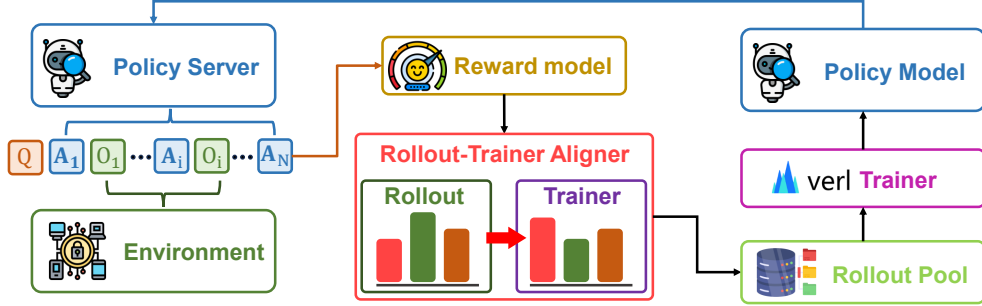 Policy Server
Q A₁ O₁ ••• Aᵢ Oᵢ ••• A_N
Environment
Reward model
Rollout-Trainer Aligner
Rollout
Trainer
Policy Model
verl Trainer
Rollout Pool